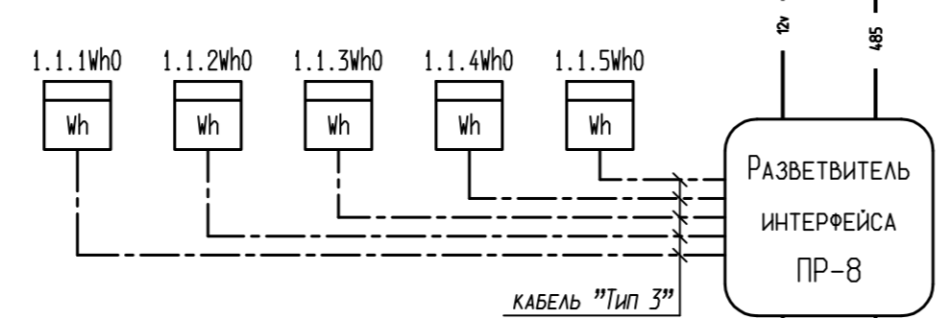 12v
485
1.1.1Wh0 1.1.2Wh0 1.1.3Wh0 1.1.4Wh0 1.1.5Wh0
Wh Wh Wh Wh Wh
Разветвитель
интерфейса
ПР-8
кабель "Тип 3"